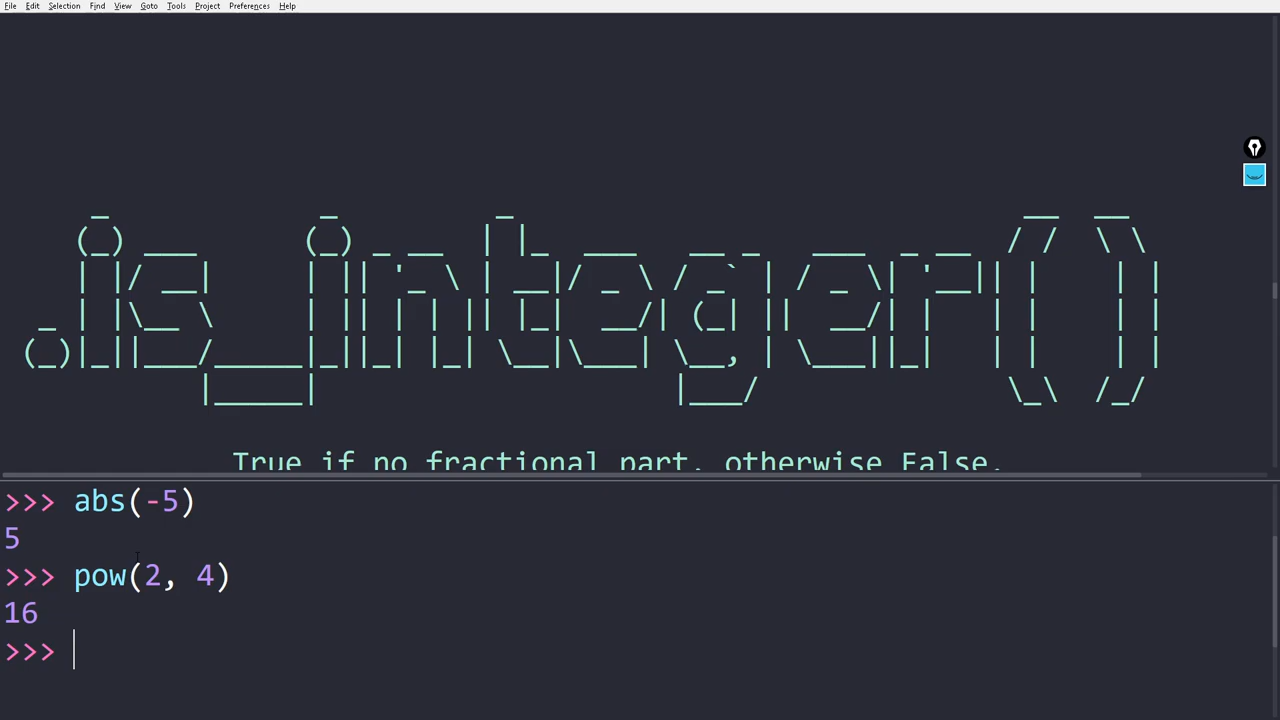 File Edit Selection Find View Goto Tools Project Preferences Help
.is_integer()
True if no fractional part, otherwise False.
>>> abs(-5)
5
>>> pow(2, 4)
16
>>>